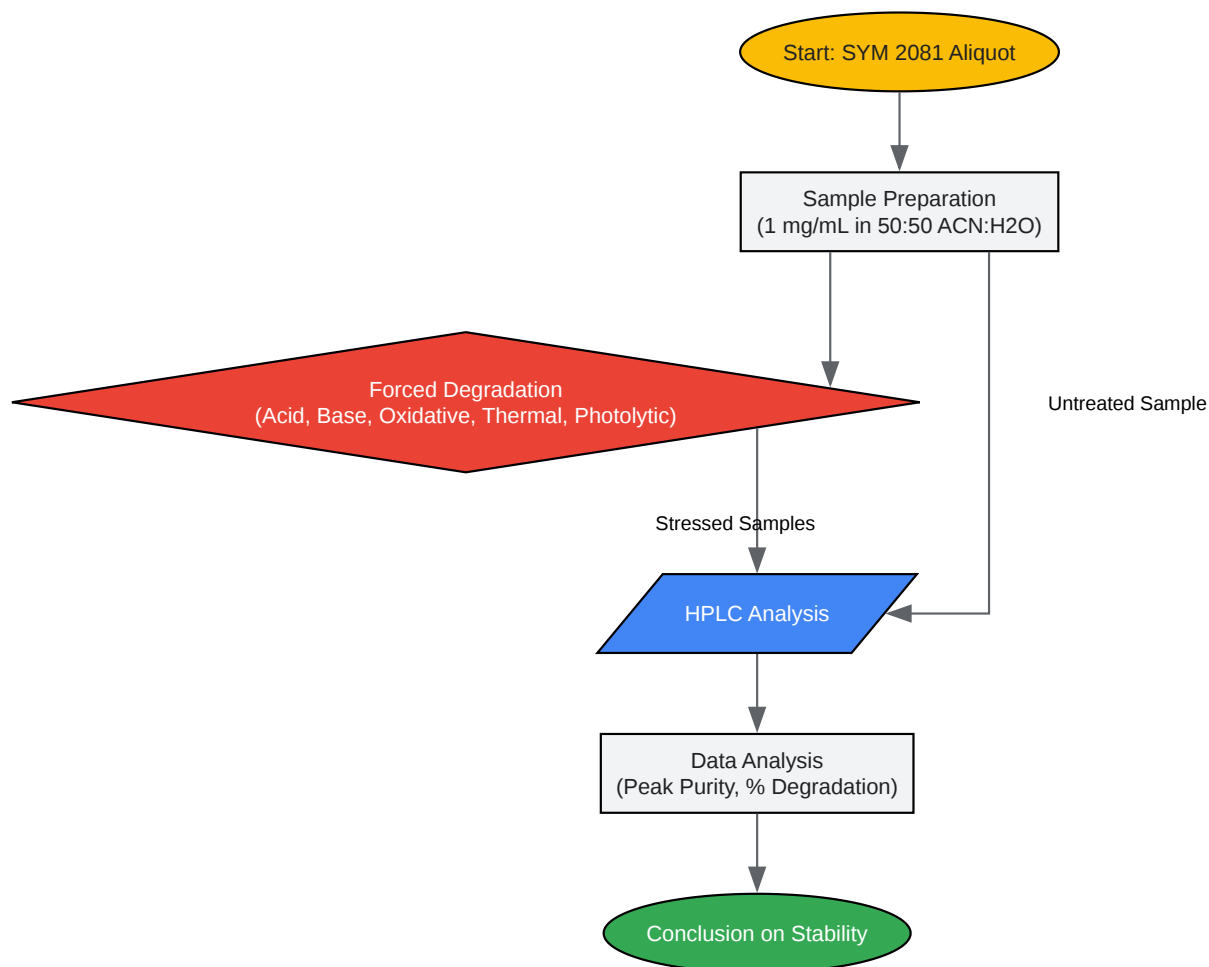 Start: SYM 2081 Aliquot
Sample Preparation
(1 mg/mL in 50:50 ACN:H2O)
Forced Degradation
(Acid, Base, Oxidative, Thermal, Photolytic)
Untreated Sample
Stressed Samples
HPLC Analysis
Data Analysis
(Peak Purity, % Degradation)
Conclusion on Stability